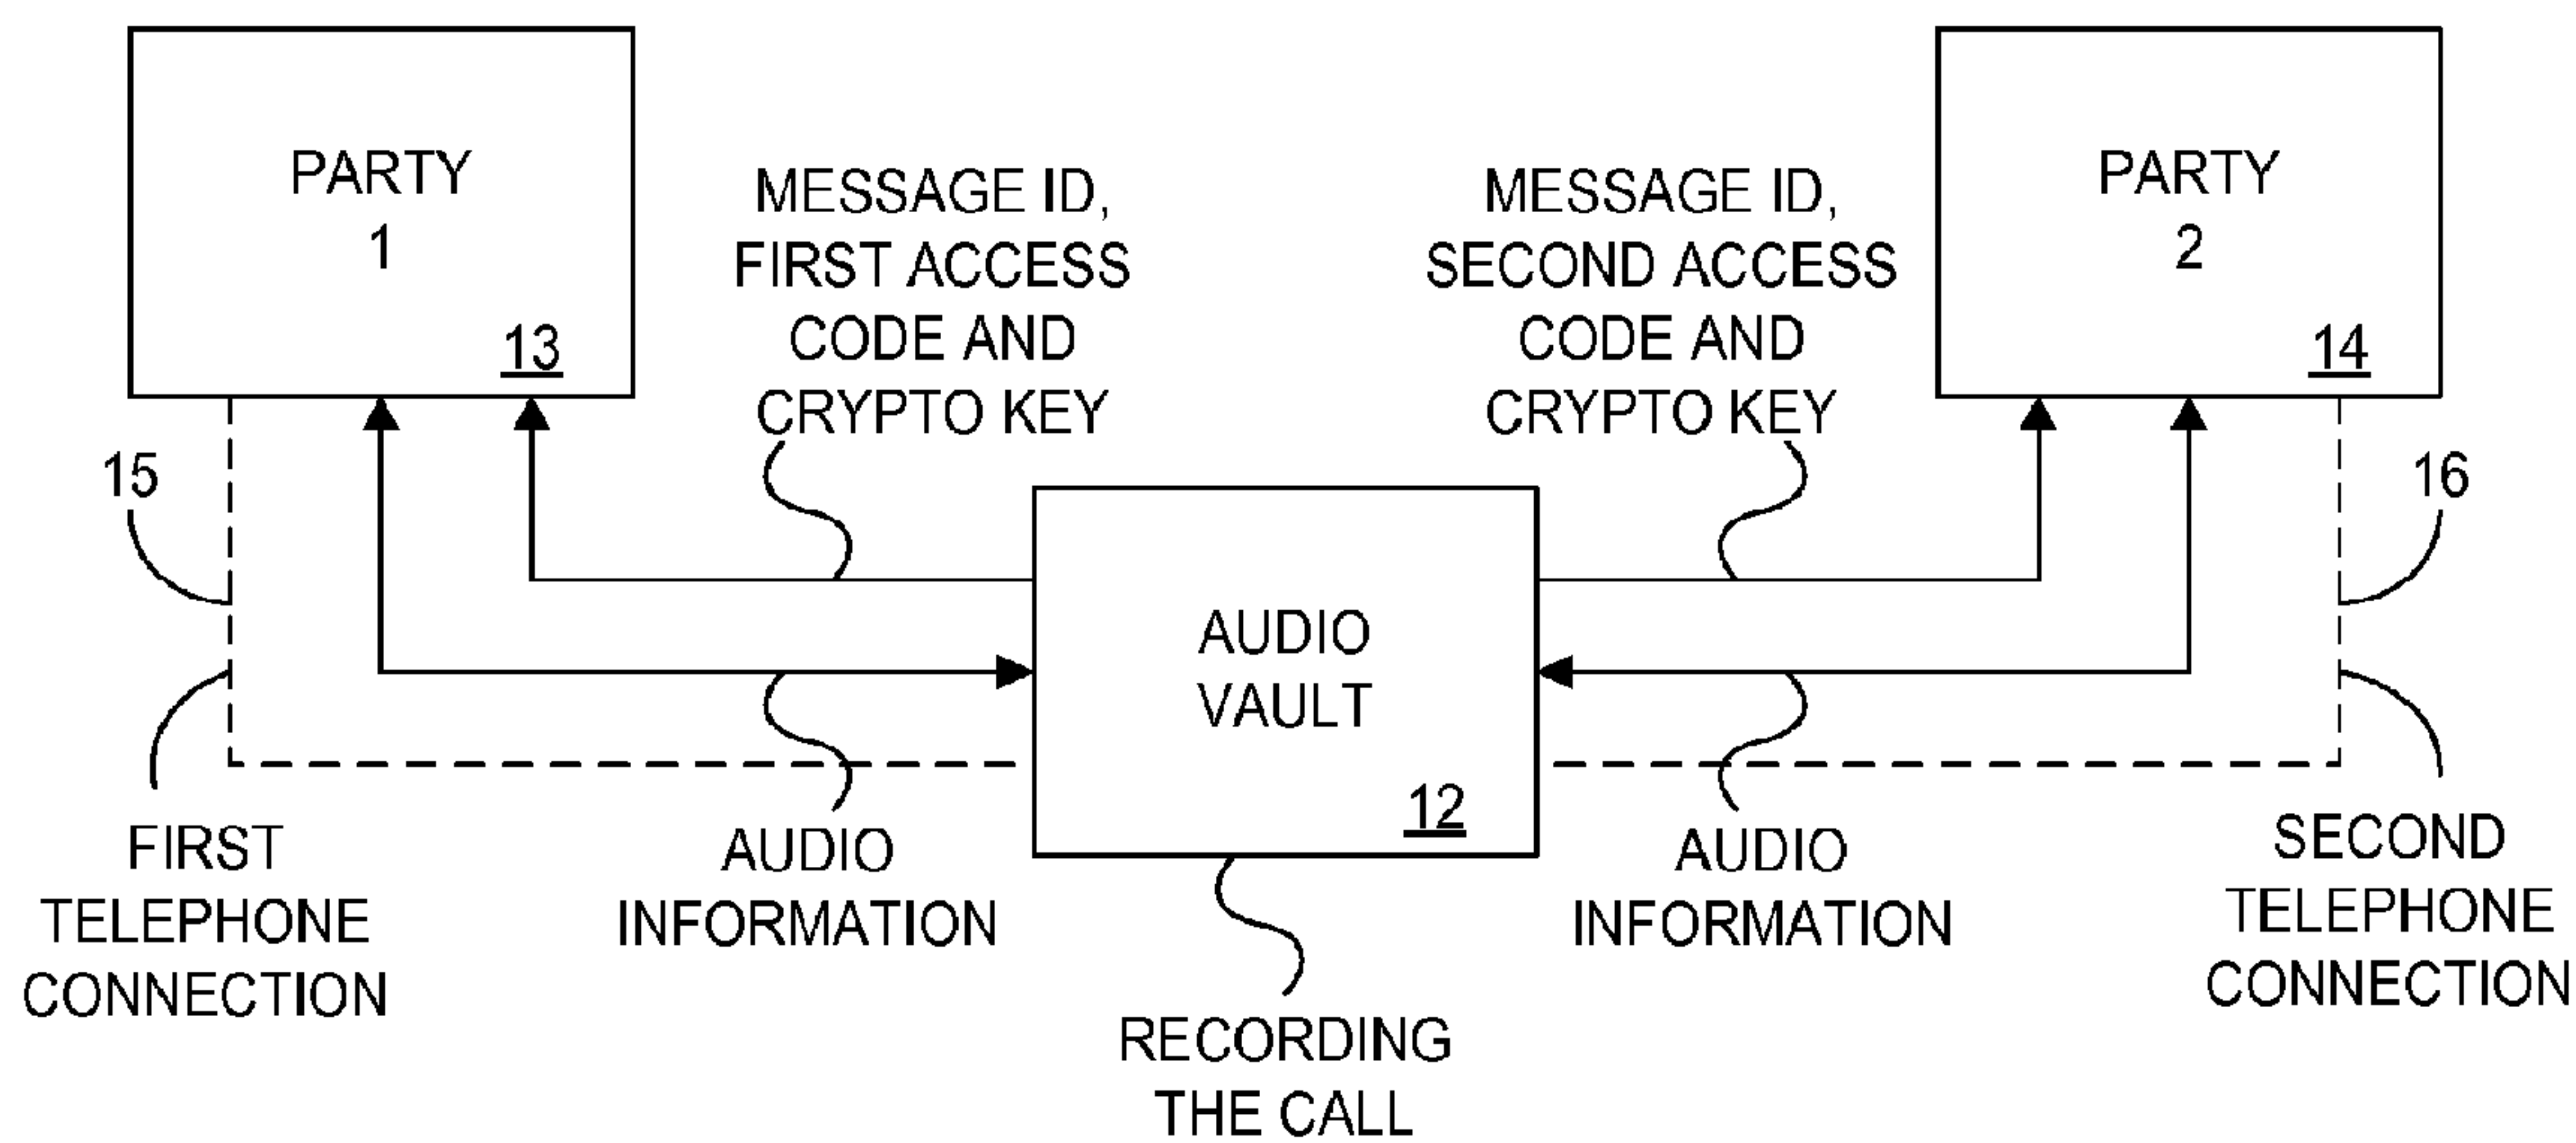 PARTY
1
13
MESSAGE ID,
FIRST ACCESS
CODE AND
CRYPTO KEY
MESSAGE ID,
SECOND ACCESS
CODE AND
CRYPTO KEY
PARTY
2
14
15
16
AUDIO
VAULT
12
FIRST
TELEPHONE
CONNECTION
AUDIO
INFORMATION
RECORDING
THE CALL
AUDIO
INFORMATION
SECOND
TELEPHONE
CONNECTION